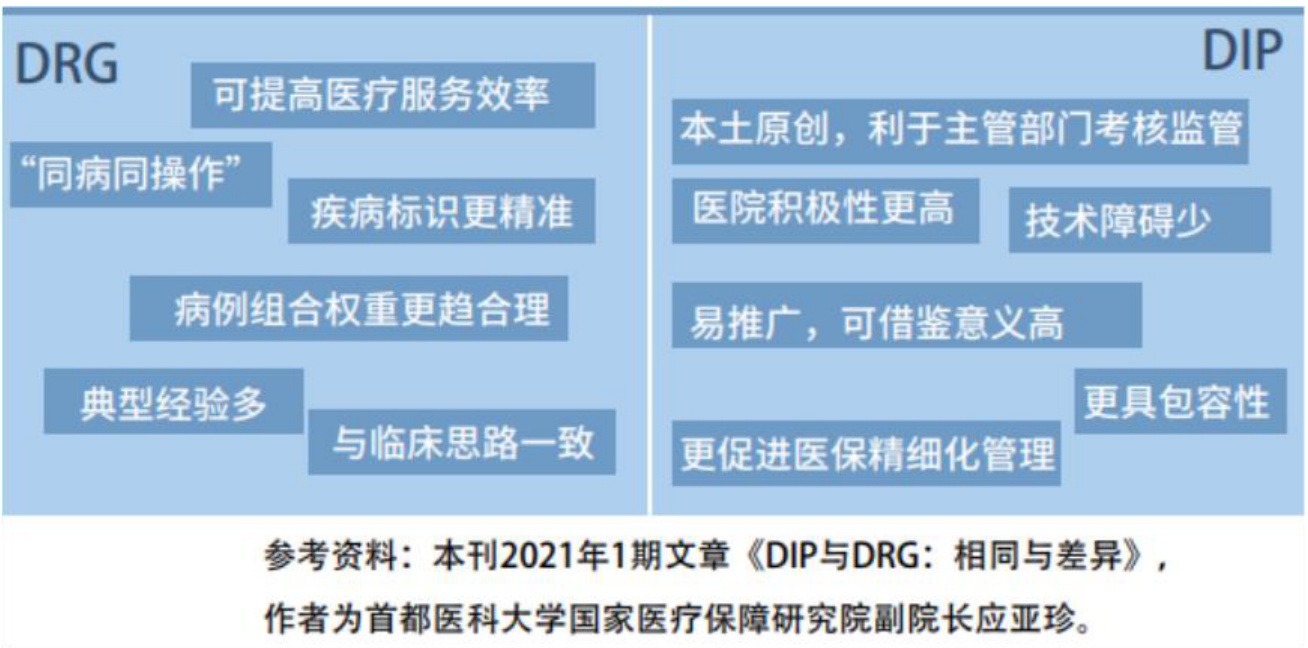 DRG
可提高医疗服务效率
“同病同操作”
疾病标识更精准
病例组合权重更趋合理
典型经验多
与临床思路一致
DIP
本土原创，利于主管部门考核监管
医院积极性更高
技术障碍少
易推广，可借鉴意义高
更具包容性
更促进医保精细化管理
参考资料：本刊2021年1期文章《DIP与DRG：相同与差异》，
作者为首都医科大学国家医疗保障研究院副院长应亚珍。